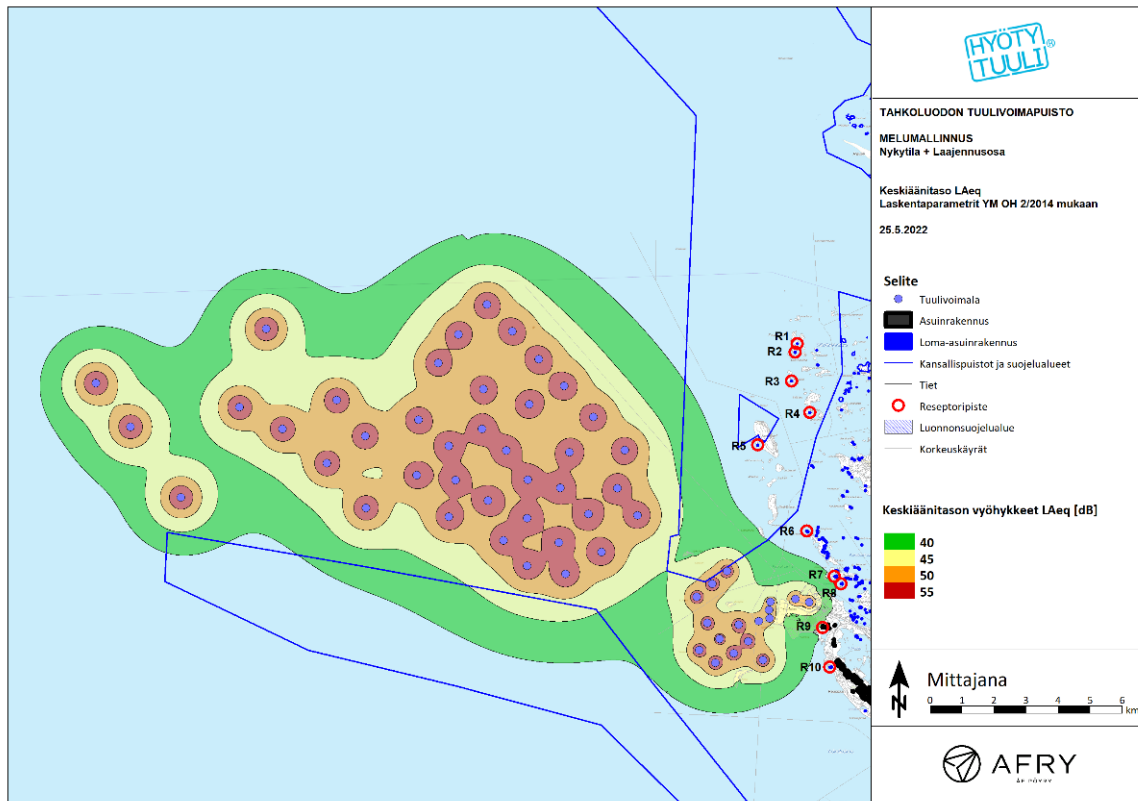 HYÖTY
TUULI®
TAHKOLUODON TUULIVOIMAPUISTO
MELUMALLINNUS
Nykytila + Laajennusosa
Keskiäänitaso LAeq
Laskentaparametrit YM OH 2/2014 mukaan
25.5.2022
Selite
Tuulivoimala
Asuinrakennus
Loma-asuinrakennus
Kansallispuistot ja suojelualueet
Tiet
Reseptoripiste
Luonnonsuojelualue
Korkeuskäyrät
Keskiäänitason vyöhykkeet LAeq [dB]
40
45
50
55
N
Mittajana
0 1 2 3 4 5 6
km
AFRY
ÅF PÖYRY
R1
R2
R3
R4
R5
R6
R7
R8
R9
R10